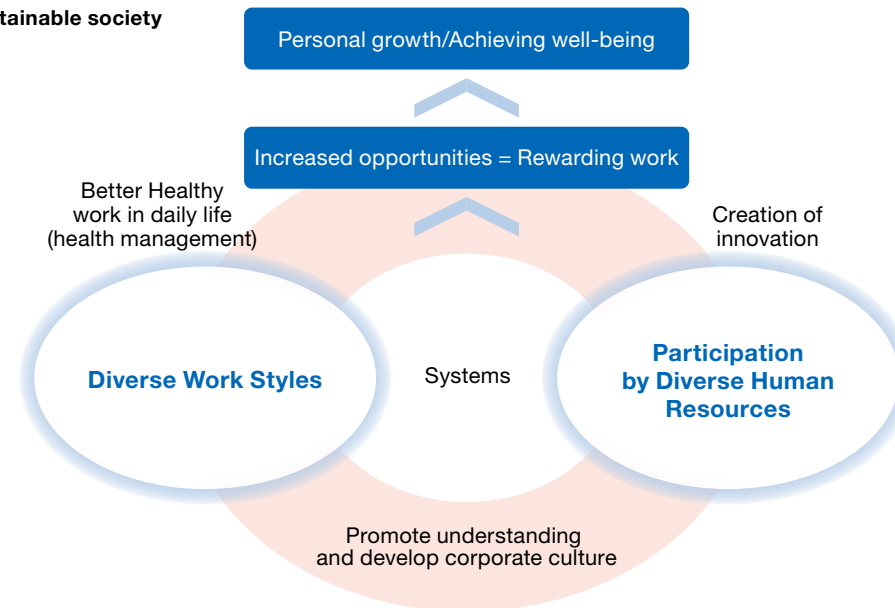 tainable society
Personal growth/Achieving well-being
Increased opportunities = Rewarding work
Better Healthy
work in daily life
(health management)
Creation of
innovation
Diverse Work Styles
Systems
Participation
by Diverse Human
Resources
Promote understanding
and develop corporate culture